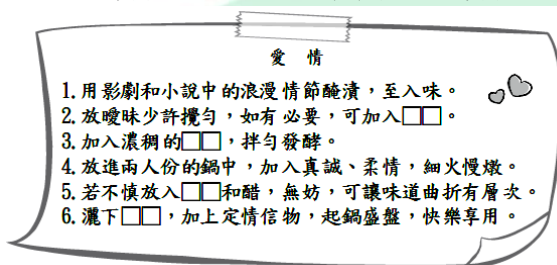 愛情
1.用影劇和小說中的浪漫情節醃漬，至入味。
2.放曖昧少許攪勻，如有必要，可加入□□。
3.加入濃稠的□□，拌勻發酵。
4.放進兩人份的鍋中，加入真誠、柔情，細火慢燉。
5.若不慎放入□□和醋，無妨，可讓味道曲折有層次。
6.灑下□□，加上定情信物，起鍋盛盤，快樂享用。